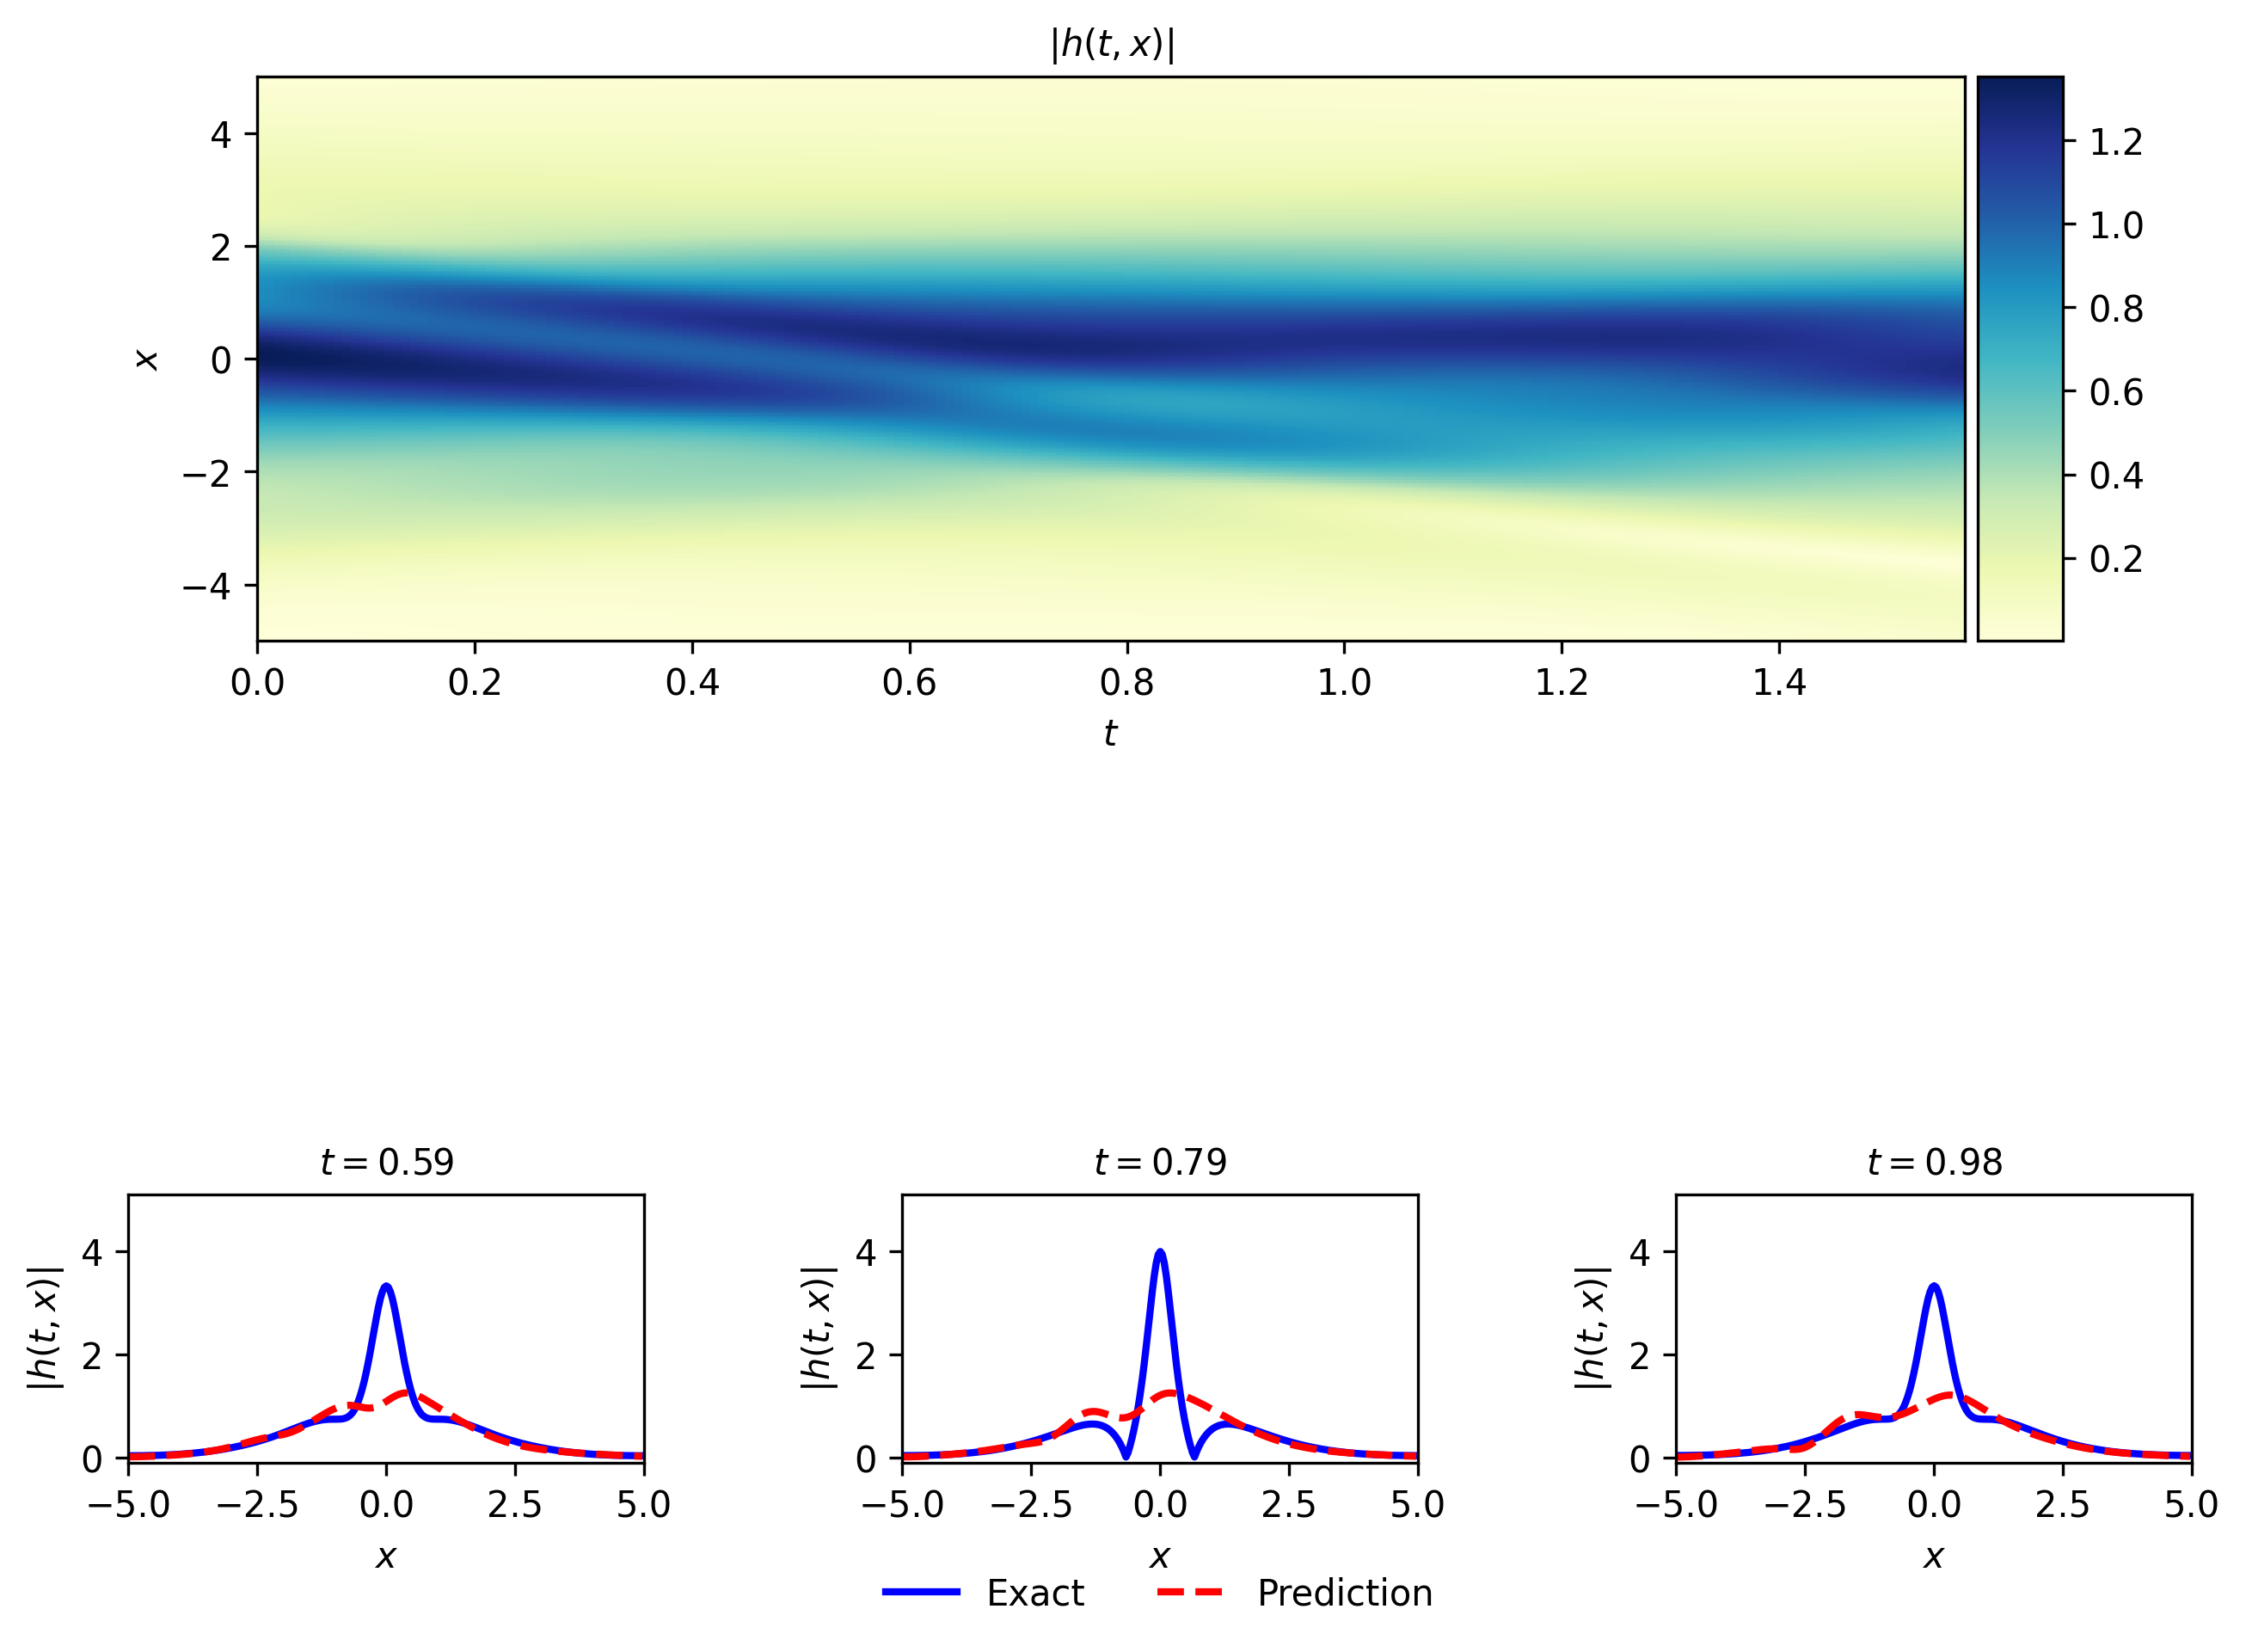 |h(t, x)|
4
2
0
−2
−4
x
0.0 0.2 0.4 0.6 0.8 1.0 1.2 1.4
t
1.2
1.0
0.8
0.6
0.4
0.2
t = 0.59
4
2
0
|h(t, x)|
−5.0 −2.5 0.0 2.5 5.0
x
t = 0.79
4
2
0
|h(t, x)|
−5.0 −2.5 0.0 2.5 5.0
x
t = 0.98
4
2
0
|h(t, x)|
−5.0 −2.5 0.0 2.5 5.0
x
Exact Prediction